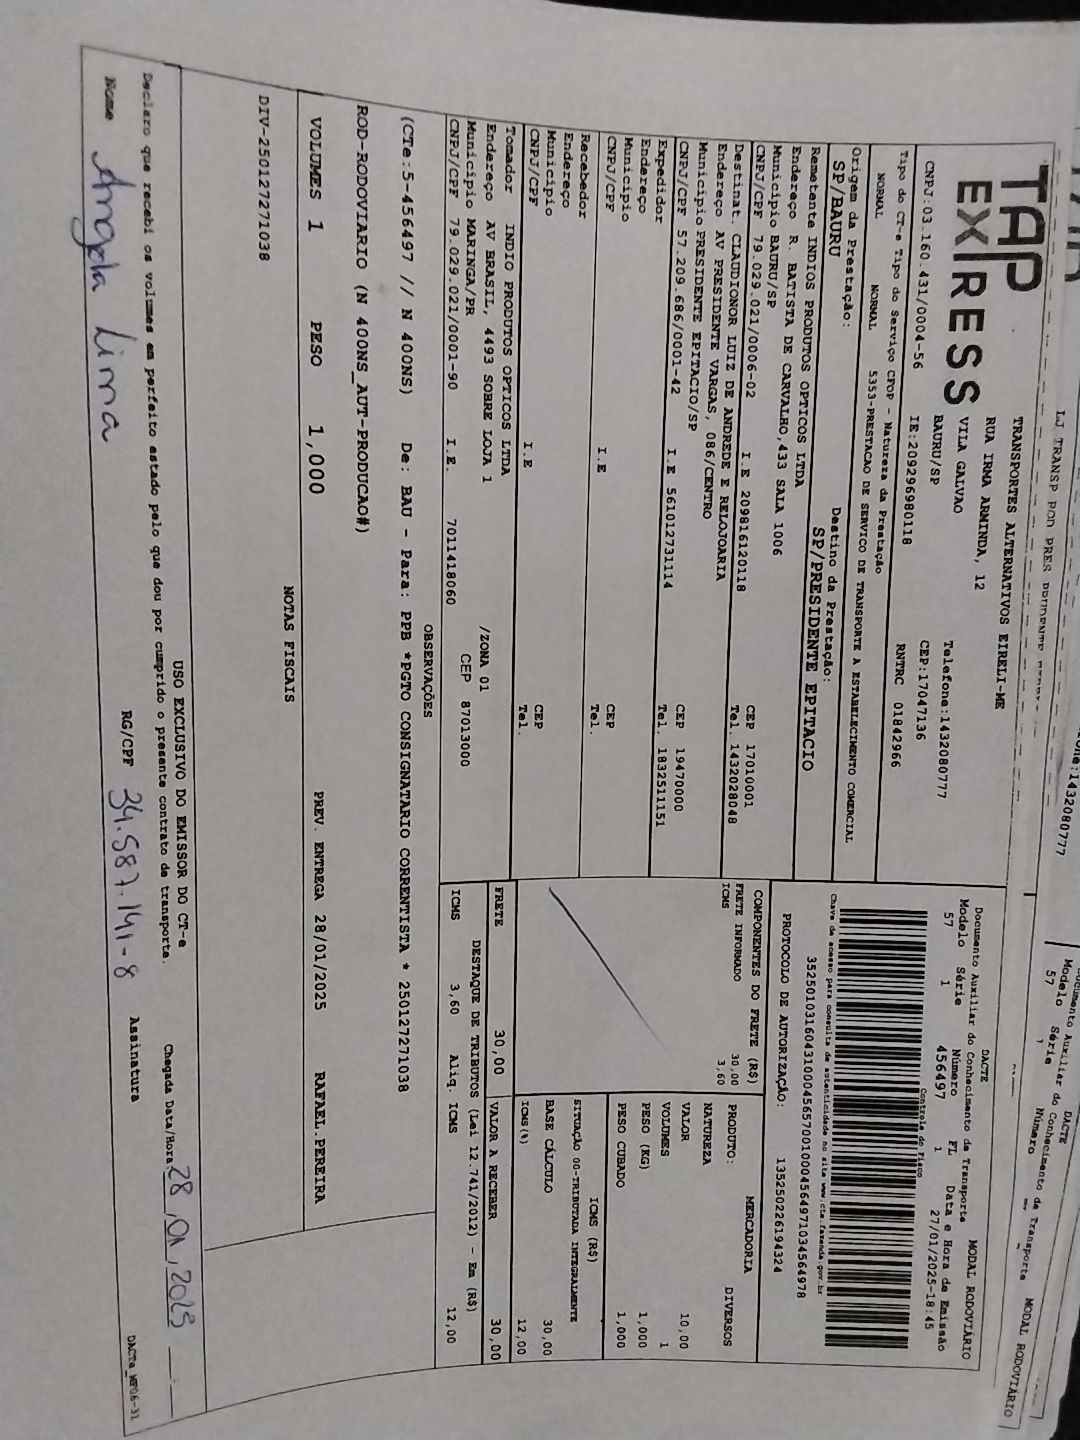 LJ TRANSP ROD PRES PRUDENTE
TAP
EXPRESS
TRANSPORTES ALTERNATIVOS EIRELI-ME
RUA IRMA ARMINDA, 12
VILA GALVAO Telefone:1432080777
BAURU/SP CEP:17047136
CNPJ:03.160.431/0004-56 IE:209296980118 RNTRC 01842966
Tipo do CT-e Tipo do Serviço CFOP - Natureza da Prestação
NORMAL NORMAL 5353-PRESTACAO DE SERVICO DE TRANSPORTE A ESTABELECIMENTO COMERCIAL
Origem da Prestação: Destino da Prestação:
SP/BAURU SP/PRESIDENTE EPITACIO
Remetente INDIOS PRODUTOS OPTICOS LTDA
Endereço R. BATISTA DE CARVALHO,433 SALA 1006
Município BAURU/SP CEP 17010001
CNPJ/CPF 79.029.021/0006-02 I.E 209816120118 Tel. 1432028048
Destinat. CLAUDIONOR LUIZ DE ANDREDE E RELOJOARIA
Endereço AV PRESIDENTE VARGAS, 086/CENTRO
Município PRESIDENTE EPITACIO/SP CEP 19470000
CNPJ/CPF 57.209.686/0001-42 I.E 561012731114 Tel. 1832511151
Expedidor
Endereço
Município CEP
CNPJ/CPF I.E Tel.
Recebedor
Endereço
Município CEP
CNPJ/CPF I.E Tel.
Tomador INDIO PRODUTOS OPTICOS LTDA
Endereço AV BRASIL, 4493 SOBRE LOJA 1 /ZONA 01
Município MARINGA/PR CEP 87013000
CNPJ/CPF 79.029.021/0001-90 I.E. 7011418060
DACTE MODAL RODOVIÁRIO
Documento Auxiliar do Conhecimento de Transporte
Modelo Série Número FL Data e Hora de Emissão
57 1 456497 1 27/01/2025-18:45
Controle do Fisco
Chave de acesso para consulta de autenticidade no site www.cte.fazenda.gov.br
35250103160431000456570010004564971034564978
PROTOCOLO DE AUTORIZAÇÃO: 135250226194324
COMPONENTES DO FRETE (R$)
FRETE INFORMADO 30,00
ICMS 3,60
MERCADORIA
PRODUTO: DIVERSOS
NATUREZA
VALOR 10,00
VOLUMES 1
PESO (KG) 1,000
PESO CUBADO 1,000
ICMS (R$)
SITUAÇÃO 00-TRIBUTADA INTEGRALMENTE
BASE CÁLCULO 30,00
ICMS(%) 12,00
FRETE 30,00 VALOR A RECEBER 30,00
DESTAQUE DE TRIBUTOS (Lei 12.741/2012) - Em (R$)
ICMS 3,60 Aliq. ICMS 12,00
OBSERVAÇÕES
(CTe.:5-456497 // N 400NS) De: BAU - Para: PPB *PGTO CONSIGNATARIO CORRENTISTA * 250127271038
ROD-RODOVIARIO (N 400NS_AUT-PRODUCAO#)
VOLUMES 1 PESO 1,000 PREV. ENTREGA 28/01/2025 RAFAEL.PEREIRA
NOTAS FISCAIS
DIV-250127271038
USO EXCLUSIVO DO EMISSOR DO CT-e
Declaro que recebi os volumes em perfeito estado pelo que dou por cumprido o presente contrato de transporte. Chegada Data/Hora 28,01,2025
Nome Angela Lima RG/CPF 34.587.141-8 Assinatura
DACTe_MP06-31